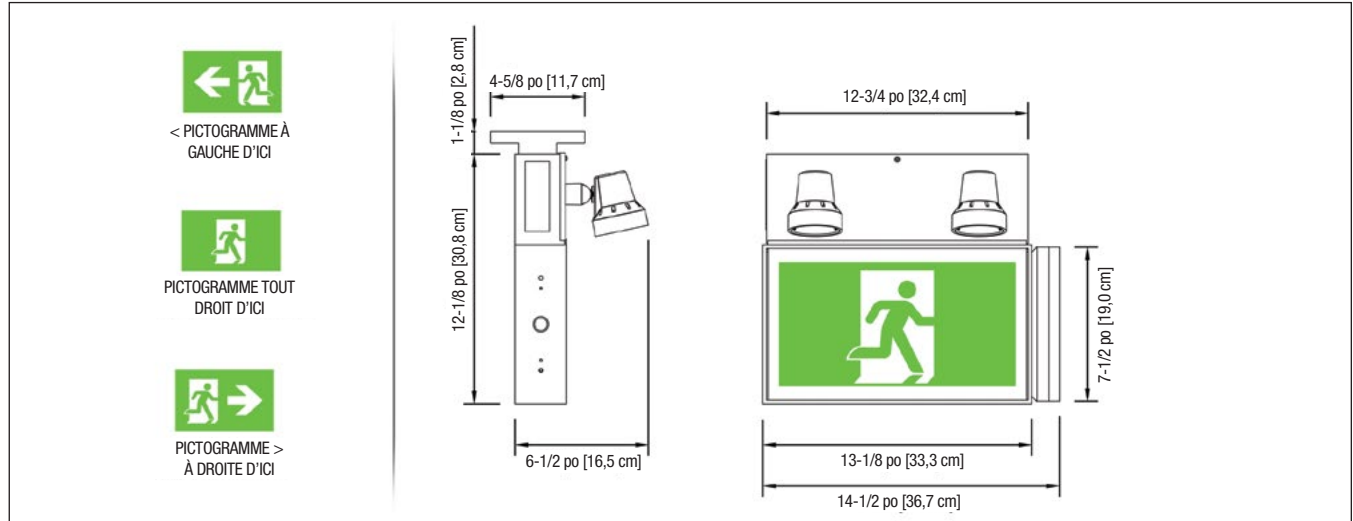 < PICTOGRAMME À
GAUCHE D’ICI
PICTOGRAMME TOUT
DROIT D’ICI
PICTOGRAMME >
À DROITE D’ICI
1-1/8 po [2,8 cm]
4-5/8 po [11,7 cm]
12-1/8 po [30,8 cm]
6-1/2 po [16,5 cm]
12-3/4 po [32,4 cm]
7-1/2 po [19,0 cm]
13-1/8 po [33,3 cm]
14-1/2 po [36,7 cm]